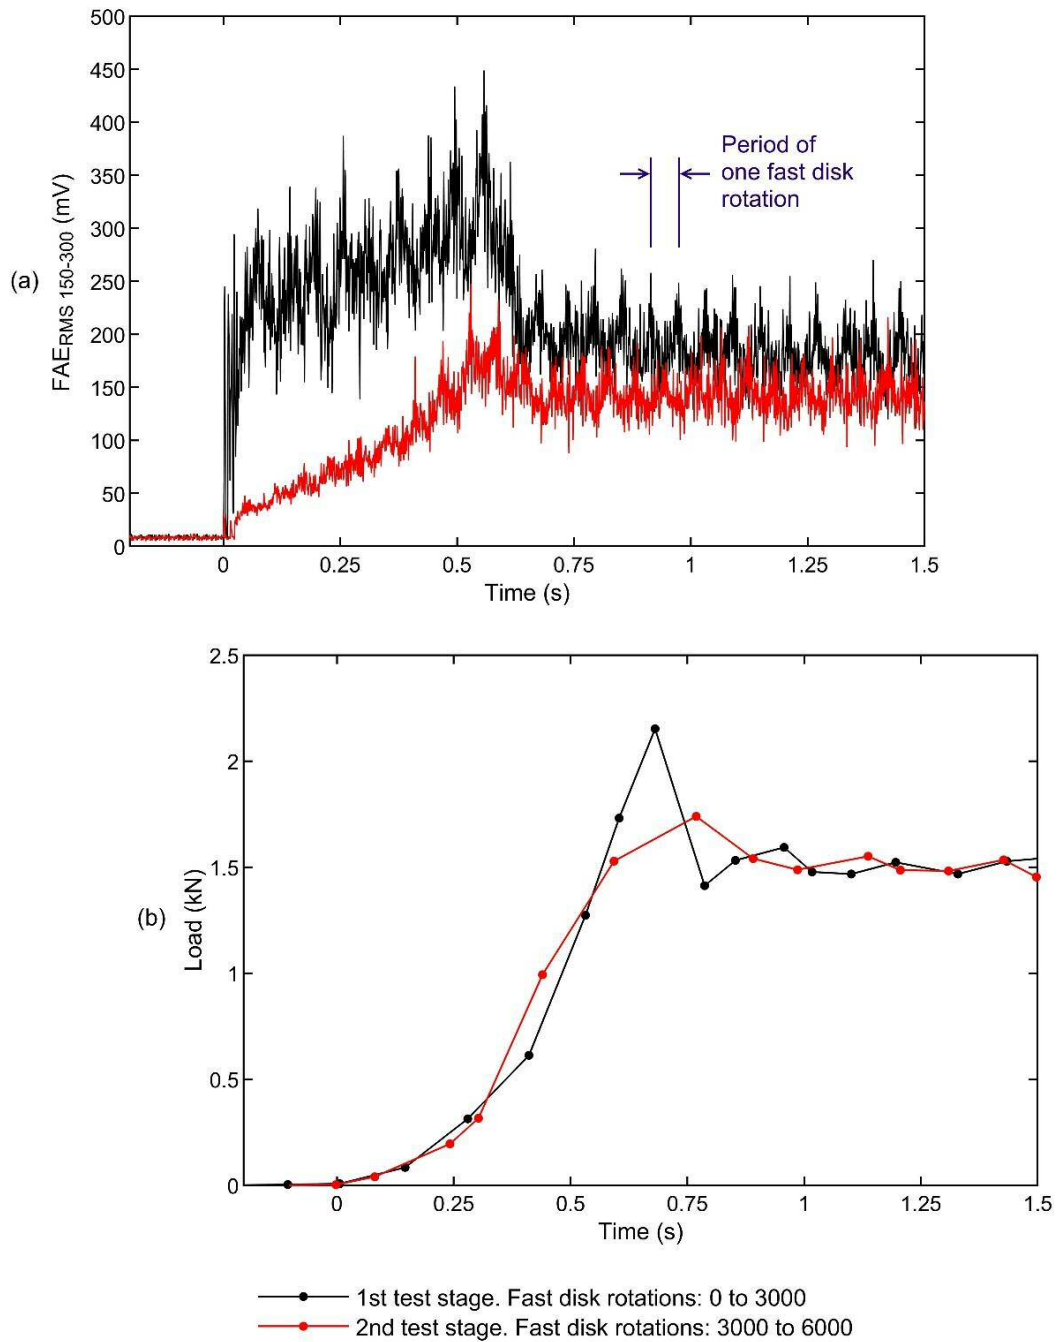 500
450
400
350
300
250
200
150
100
50
0
FAE RMS 150-300 (mV)
(a)
Period of
one fast disk
rotation
0 0.25 0.5 0.75 1 1.25 1.5
Time (s)
2.5
2
1.5
1
0.5
0
Load (kN)
(b)
0 0.25 0.5 0.75 1 1.25 1.5
Time (s)
1st test stage. Fast disk rotations: 0 to 3000
2nd test stage. Fast disk rotations: 3000 to 6000